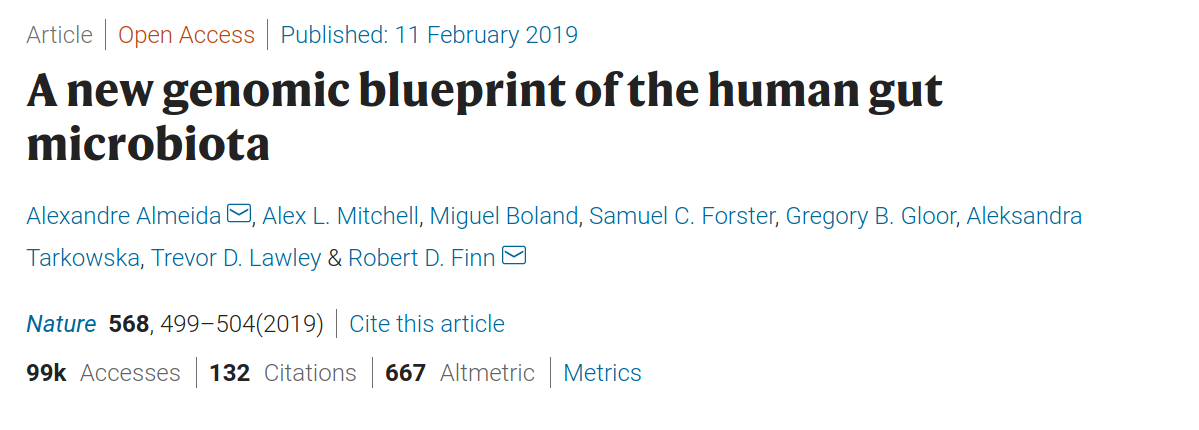 Article | Open Access | Published: 11 February 2019
A new genomic blueprint of the human gut
microbiota
Alexandre Almeida, Alex L. Mitchell, Miguel Boland, Samuel C. Forster, Gregory B. Gloor, Aleksandra
Tarkowska, Trevor D. Lawley & Robert D. Finn
Nature 568, 499–504(2019) | Cite this article
99k Accesses | 132 Citations | 667 Altmetric | Metrics